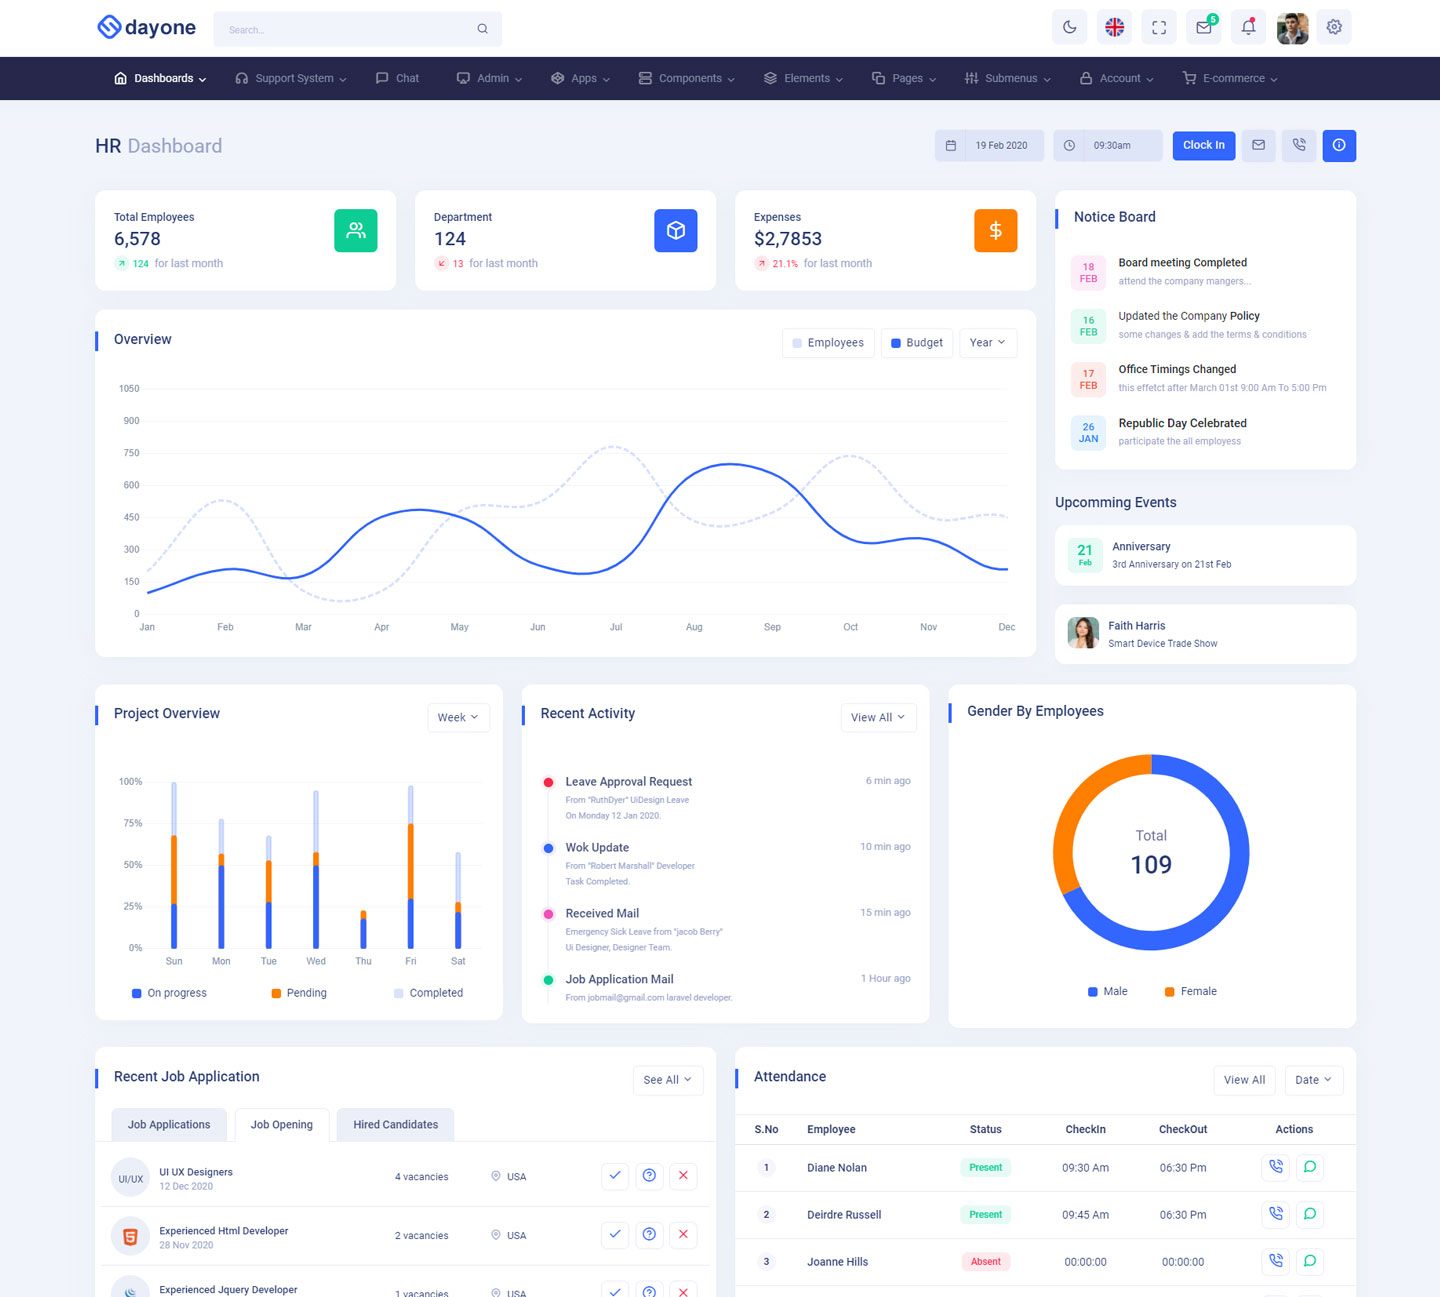 dayone
Search...
5
Dashboards
Support System
Chat
Admin
Apps
Components
Elements
Pages
Submenus
Account
E-commerce
HR Dashboard
19 Feb 2020
09:30am
Clock In
Total Employees
6,578
124 for last month
Department
124
13 for last month
Expenses
$2,7853
21.1% for last month
Notice Board
18
FEB
Board meeting Completed
attend the company mangers...
16
FEB
Updated the Company Policy
some changes & add the terms & conditions
17
FEB
Office Timings Changed
this effetct after March 01st 9:00 Am To 5:00 Pm
26
JAN
Republic Day Celebrated
participate the all employess
Overview
Employees
Budget
Year
1050
900
750
600
450
300
150
0
Jan Feb Mar Apr May Jun Jul Aug Sep Oct Nov Dec
Upcomming Events
21
Feb
Anniversary
3rd Anniversary on 21st Feb
Faith Harris
Smart Device Trade Show
Project Overview
Week
100%
75%
50%
25%
0%
Sun Mon Tue Wed Thu Fri Sat
On progress
Pending
Completed
Recent Activity
View All
Leave Approval Request
6 min ago
From "RuthDyer" UiDesign Leave
On Monday 12 Jan 2020.
Wok Update
10 min ago
From "Robert Marshall" Developer
Task Completed.
Received Mail
15 min ago
Emergency Sick Leave from "jacob Berry"
Ui Designer, Designer Team.
Job Application Mail
1 Hour ago
From jobmail@gmail.com laravel developer.
Gender By Employees
Total
109
Male
Female
Recent Job Application
See All
Job Applications
Job Opening
Hired Candidates
UI/UX
UI UX Designers
12 Dec 2020
4 vacancies
USA
5
Experienced Html Developer
28 Nov 2020
2 vacancies
USA
Experienced Jquery Developer
1 vacancies
USA
Attendance
View All
Date
S.No Employee Status CheckIn CheckOut Actions
1 Diane Nolan Present 09:30 Am 06:30 Pm
2 Deirdre Russell Present 09:45 Am 06:30 Pm
3 Joanne Hills Absent 00:00:00 00:00:00